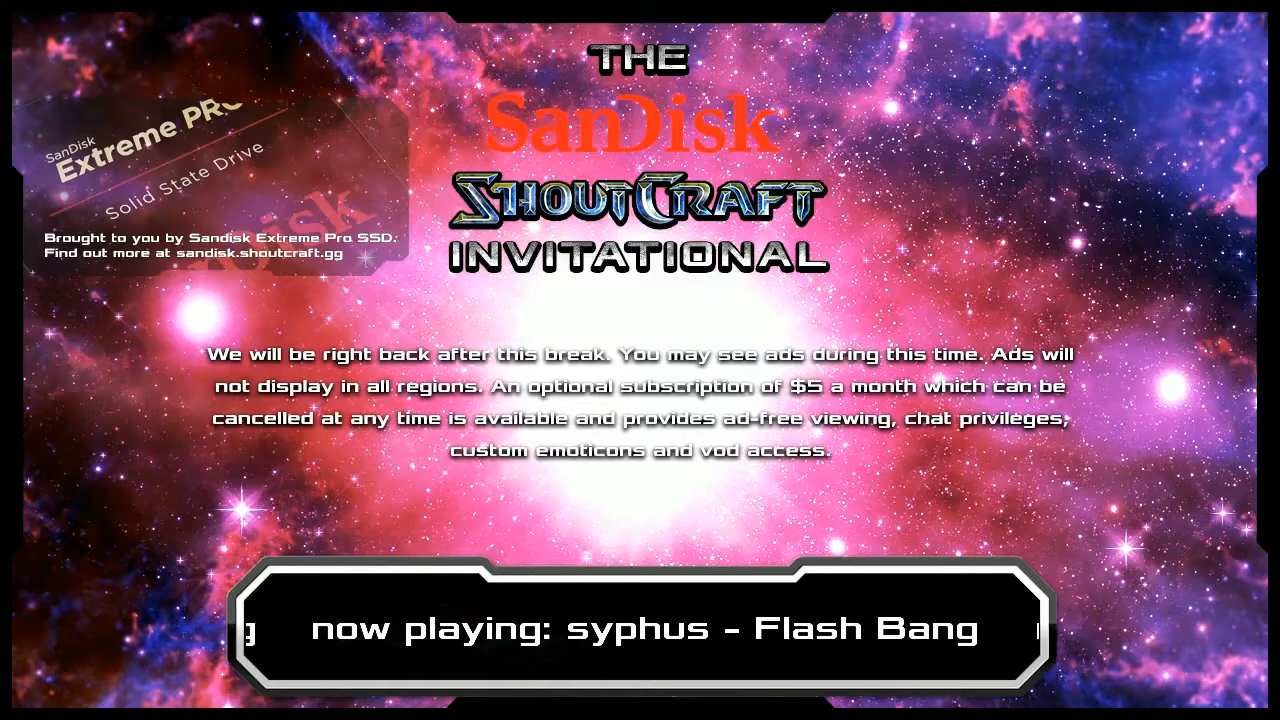 THE
SanDisk
SHOUTCRAFT
INVITATIONAL
SanDisk
Extreme PRO
Solid State Drive
Brought to you by Sandisk Extreme Pro SSD.
Find out more at sandisk.shoutcraft.gg
We will be right back after this break. You may see ads during this time. Ads will
not display in all regions. An optional subscription of $5 a month which can be
cancelled at any time is available and provides ad-free viewing, chat privileges,
custom emoticons and vod access.
g now playing: syphus - Flash Bang